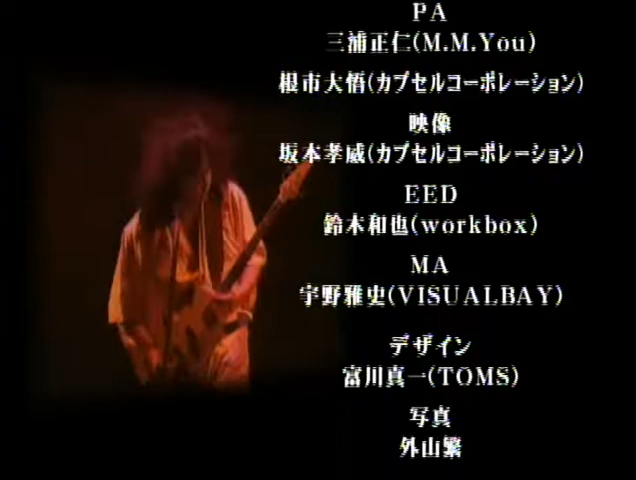 PA
三浦正仁(M.M.You)
根市大悟(カプセルコーポレーション)
映像
坂本孝威(カプセルコーポレーション)
EED
鈴木和也(workbox)
MA
宇野雅史(VISUALBAY)
デザイン
富川真一(TOMS)
写真
外山繁